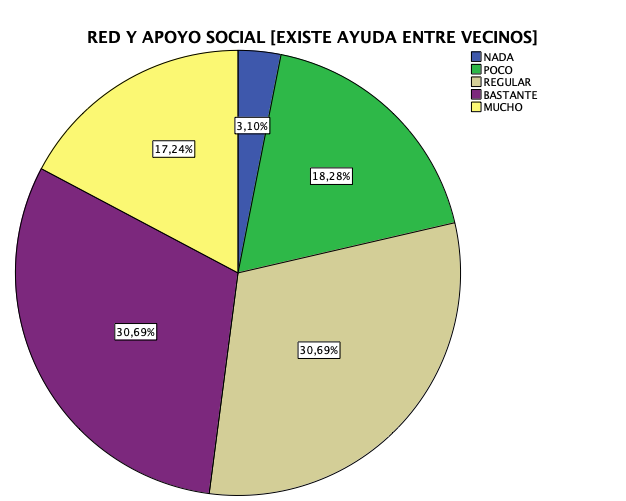 RED Y APOYO SOCIAL [EXISTE AYUDA ENTRE VECINOS]
NADA
POCO
REGULAR
BASTANTE
MUCHO
3,10%
17,24%
18,28%
30,69%
30,69%